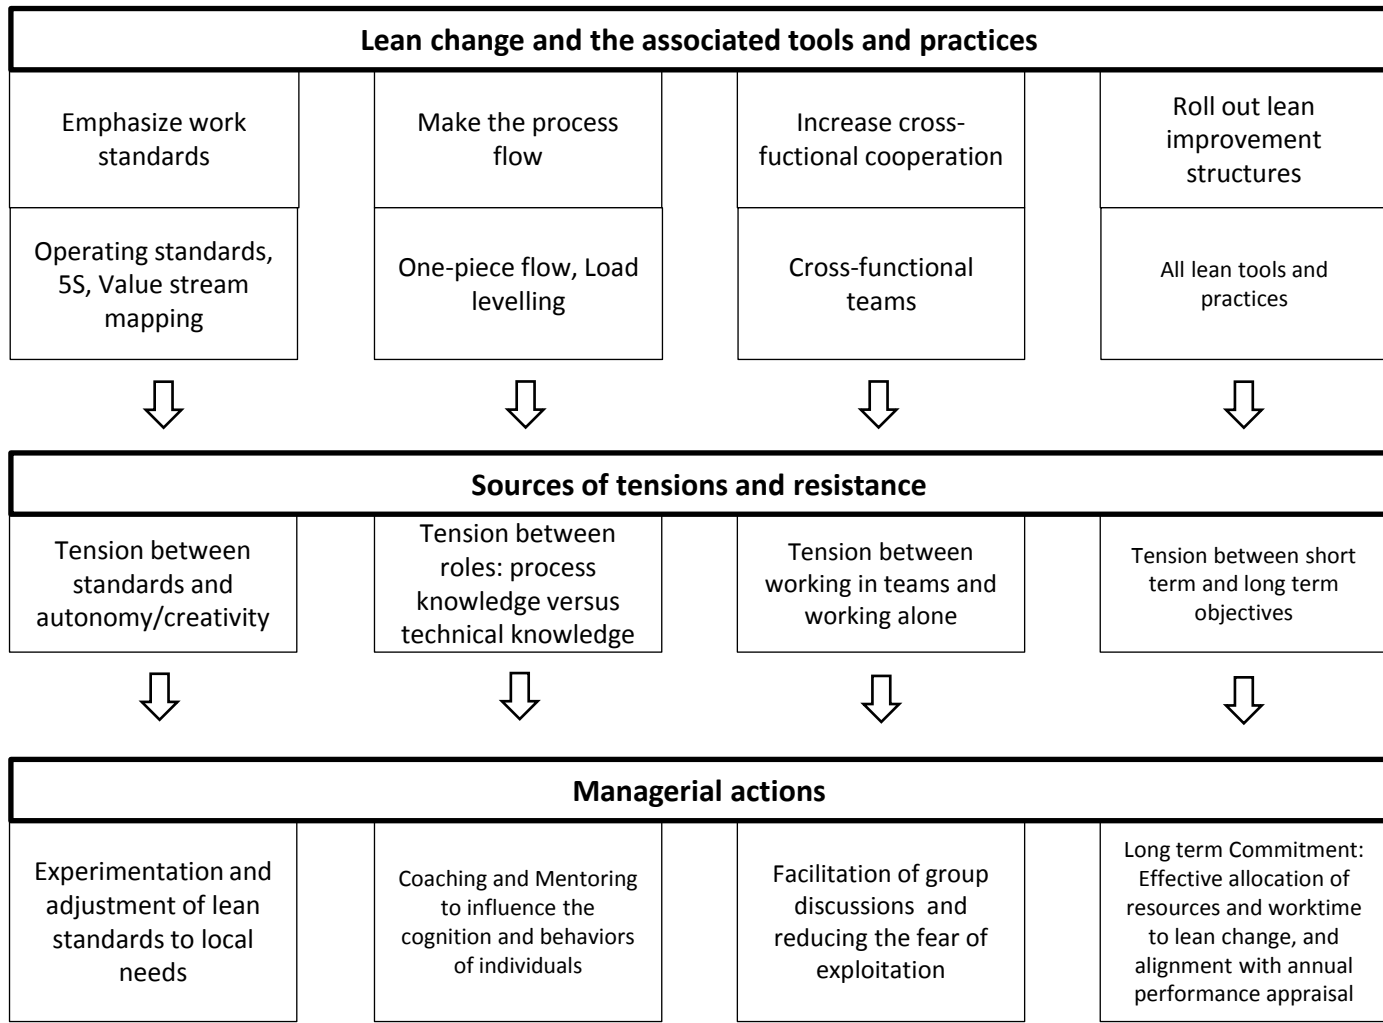 Lean change and the associated tools and practices
Emphasize work
standards
Make the process
flow
Increase cross-
fuctional cooperation
Roll out lean
improvement
structures
Operating standards,
5S, Value stream
mapping
One-piece flow, Load
levelling
Cross-functional
teams
All lean tools and
practices
Sources of tensions and resistance
Tension between
standards and
autonomy/creativity
Tension between
roles: process
knowledge versus
technical knowledge
Tension between
working in teams and
working alone
Tension between short
term and long term
objectives
Managerial actions
Experimentation and
adjustment of lean
standards to local
needs
Coaching and Mentoring
to influence the
cognition and behaviors
of individuals
Facilitation of group
discussions and
reducing the fear of
exploitation
Long term Commitment:
Effective allocation of
resources and worktime
to lean change, and
alignment with annual
performance appraisal